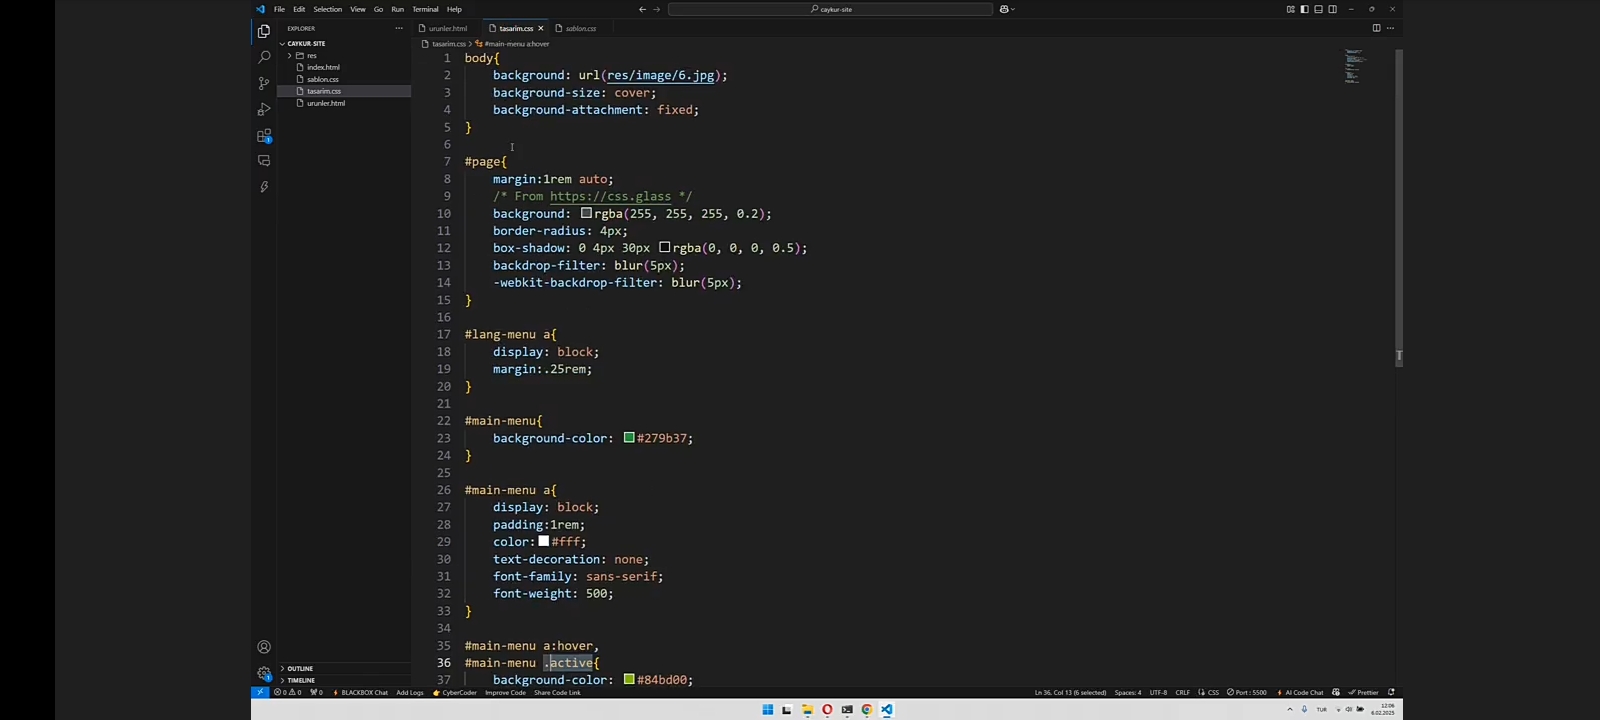 File Edit Selection View Go Run Terminal Help
caykur-site
EXPLORER
urunler.html
tasarim.css
sablon.css
CAYKUR-SITE
res
index.html
sablon.css
tasarim.css
urunler.html
tasarim.css > #main-menu a:hover
1 body{
2 background: url(res/image/6.jpg);
3 background-size: cover;
4 background-attachment: fixed;
5 }
6
7 #page{
8 margin:1rem auto;
9 /* From https://css.glass */
10 background: rgba(255, 255, 255, 0.2);
11 border-radius: 4px;
12 box-shadow: 0 4px 30px rgba(0, 0, 0, 0.5);
13 backdrop-filter: blur(5px);
14 -webkit-backdrop-filter: blur(5px);
15 }
16
17 #lang-menu a{
18 display: block;
19 margin:.25rem;
20 }
21
22 #main-menu{
23 background-color: #279b37;
24 }
25
26 #main-menu a{
27 display: block;
28 padding:1rem;
29 color:#fff;
30 text-decoration: none;
31 font-family: sans-serif;
32 font-weight: 500;
33 }
34
35 #main-menu a:hover,
36 #main-menu .active{
37 background-color: #84bd00;
OUTLINE
TIMELINE
0 0 0 BLACKBOX Chat Add Logs CyberCoder Improve Code Share Code Link Ln 36, Col 13 (6 selected) Spaces: 4 UTF-8 CRLF CSS Port : 5500 AI Code Chat Prettier
TUR
12:06
6.02.2025